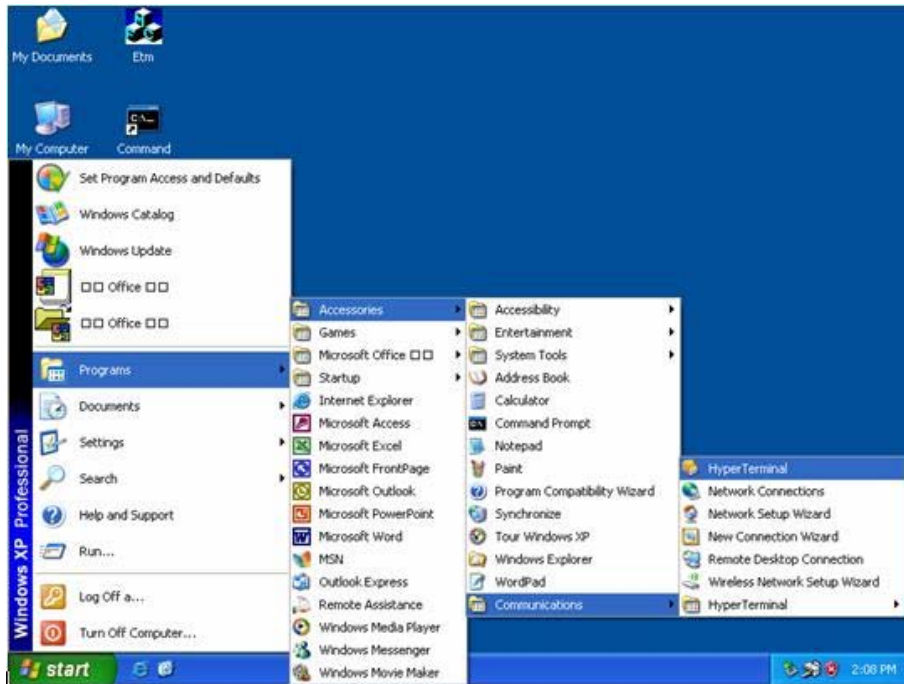 My Documents
Etm
My Computer
Command
Windows XP Professional
Set Program Access and Defaults
Windows Catalog
Windows Update
□□ Office □□
□□ Office □□
Programs
Documents
Settings
Search
Help and Support
Run...
Log Off a...
Turn Off Computer...
Accessories
Games
Microsoft Office □□
Startup
Internet Explorer
Microsoft Access
Microsoft Excel
Microsoft FrontPage
Microsoft Outlook
Microsoft PowerPoint
Microsoft Word
MSN
Outlook Express
Remote Assistance
Windows Media Player
Windows Messenger
Windows Movie Maker
Accessibility
Entertainment
System Tools
Address Book
Calculator
Command Prompt
Notepad
Paint
Program Compatibility Wizard
Synchronize
Tour Windows XP
Windows Explorer
WordPad
Communications
HyperTerminal
Network Connections
Network Setup Wizard
New Connection Wizard
Remote Desktop Connection
Wireless Network Setup Wizard
HyperTerminal
start
2:08 PM